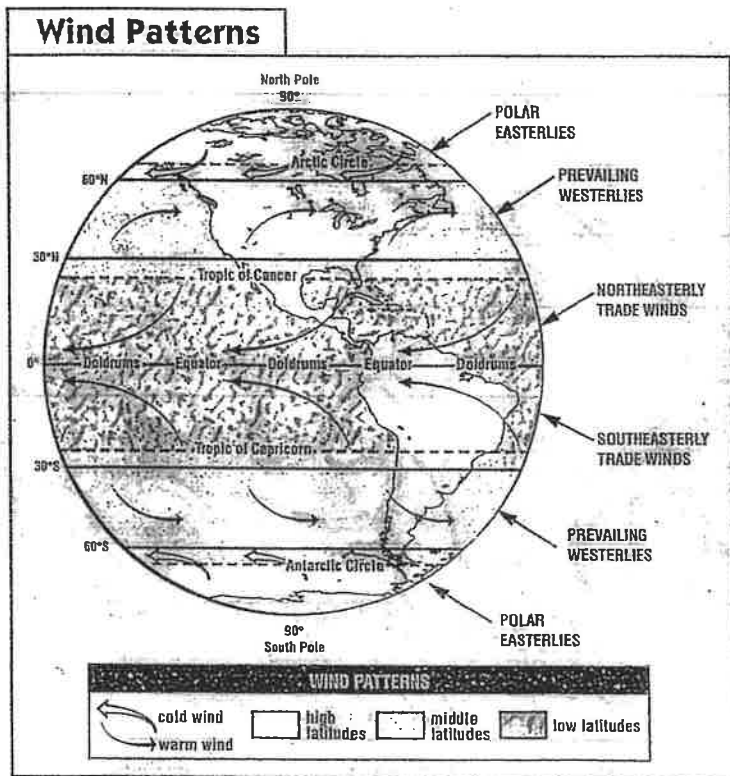 Wind Patterns
North Pole
90°
POLAR
EASTERLIES
Arctic Circle
60°N
PREVAILING
WESTERLIES
30°N
Tropic of Cancer
NORTHEASTERLY
TRADE WINDS
0° Doldrums Equator Doldrums Equator Doldrums
SOUTHEASTERLY
TRADE WINDS
Tropic of Capricorn
30°S
PREVAILING
WESTERLIES
60°S
Antarctic Circle
POLAR
EASTERLIES
90°
South Pole
WIND PATTERNS
cold wind
warm wind
high
latitudes
middle
latitudes
low latitudes